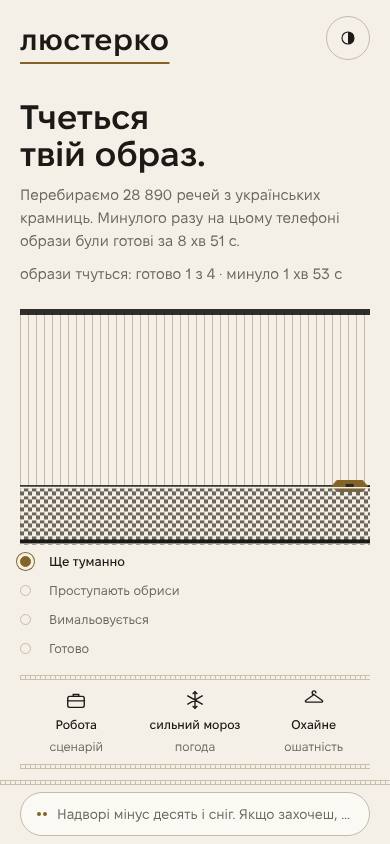 люстерко
Тчеться
твій образ.
Перебираємо 28 890 речей з українських
крамниць. Минулого разу на цьому телефоні
образи були готові за 8 хв 51 с.
образи тчуться: готово 1 з 4 · минуло 1 хв 53 с
Ще туманно
Проступають обриси
Вимальовується
Готово
Робота сильний мороз Охайне
сценарій погода ошатність
Надворі мінус десять і сніг. Якщо захочеш, ...